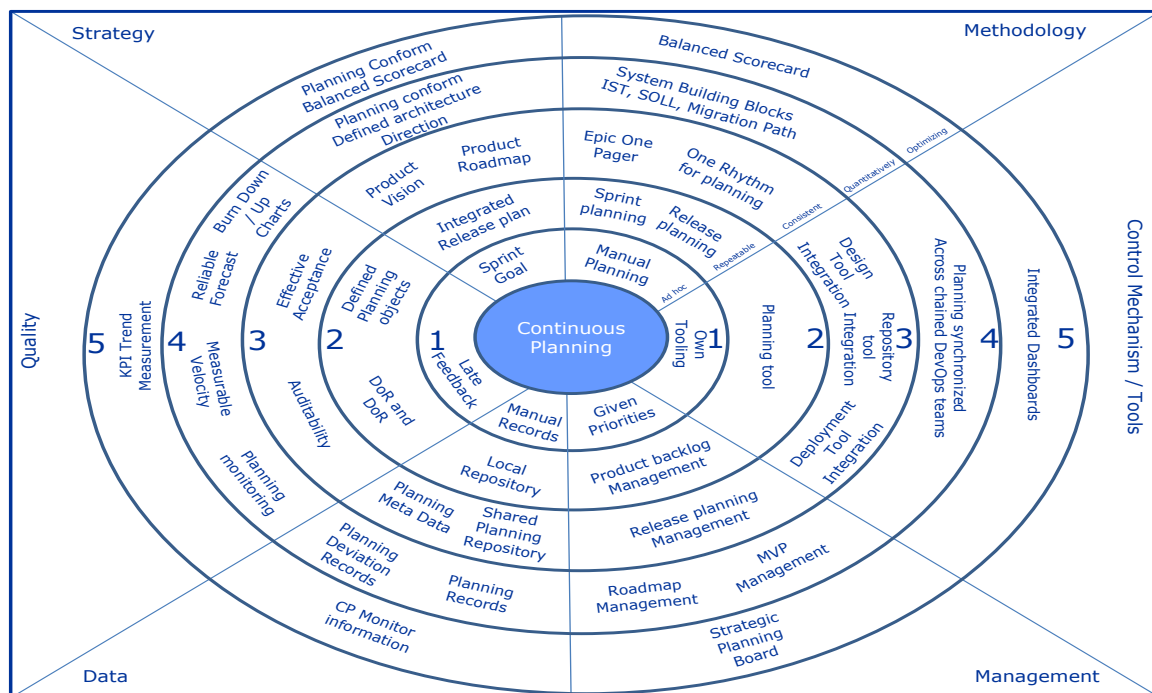 Strategy
Methodology
Planning Conform
Balanced Scorecard
Balanced Scorecard
Planning conform
Defined architecture
Direction
System Building Blocks
IST, SOLL, Migration Path
Product
Vision
Product
Roadmap
Epic One
Pager
One Rhythm
for planning
Integrated
Release plan
Sprint
planning
Release
planning
Sprint
Goal
Manual
Planning
Ad hoc
Repeatable
Consistent
Quantitatively
Optimizing
Continuous
Planning
Quality
5
KPI Trend
Measurement
4
Burn Down
/ Up
Charts
Reliable
Forecast
Measurable
Velocity
Planning
monitoring
3
Effective
Acceptance
Auditability
2
Defined
Planning
objects
DoR and
DoR
1
Late
Feedback
Own
Tooling
1
Planning tool
2
Design
Tool
Integration
Repository
tool
Integration
Deployment
Tool
Integration
3
Planning synchronized
Across chained DevOps teams
4
Integrated Dashboards
5
Control Mechanism / Tools
Manual
Records
Given
Priorities
Local
Repository
Product backlog
Management
Planning
Meta Data
Shared
Planning
Repository
Release planning
Management
Planning
Deviation
Records
Planning
Records
Roadmap
Management
MVP
Management
CP Monitor
information
Strategic
Planning
Board
Data
Management